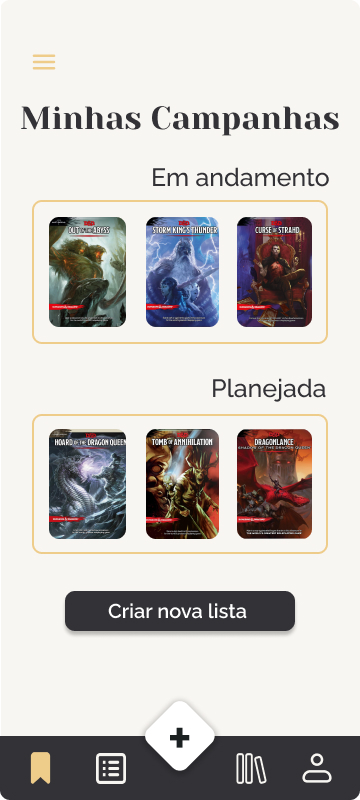 Minhas Campanhas
Em andamento
OUT OF THE ABYSS
STORM KING'S THUNDER
CURSE OF STRAHD
Planejada
HOARD OF THE DRAGON QUEEN
TOMB OF ANNIHILATION
DRAGONLANCE
SHADOW OF THE DRAGON QUEEN
Criar nova lista
+